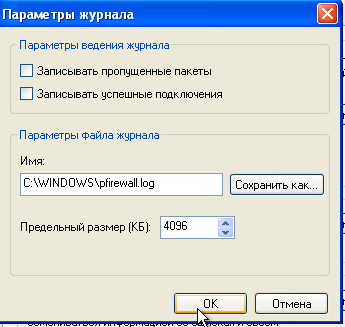 Параметры журнала
Параметры ведения журнала
Записывать пропущенные пакеты
Записывать успешные подключения
Параметры файла журнала
Имя:
C:\WINDOWS\pfirewall.log
Сохранить как...
Предельный размер (КБ):
4096
OK
Отмена